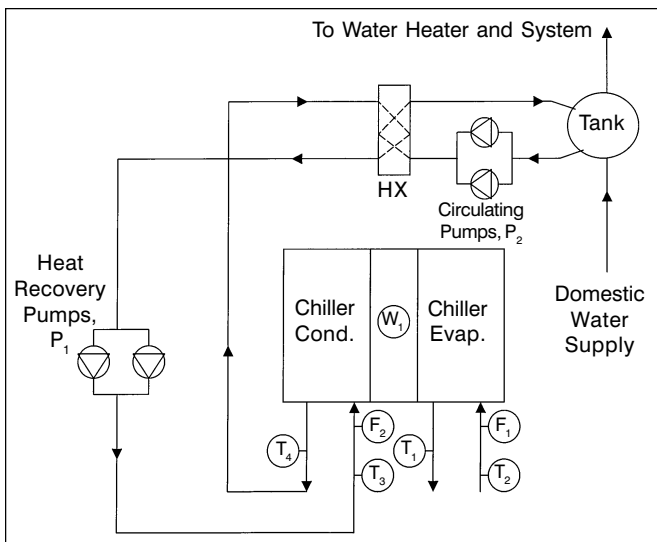 To Water Heater and System
Tank
HX
Circulating
Pumps, P₂
Heat
Recovery
Pumps,
P₁
Chiller
Cond.
W₁
Chiller
Evap.
Domestic
Water
Supply
F₂
F₁
T₄
T₁
T₃
T₂